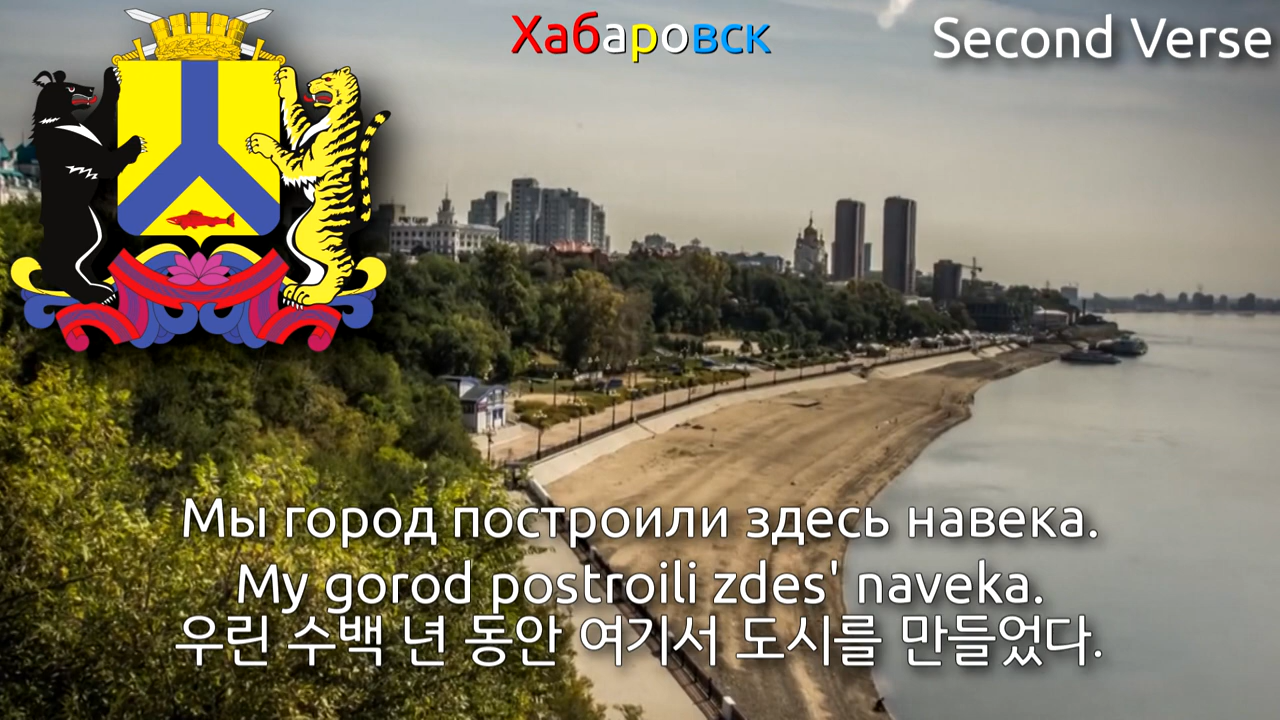 Хабаровск
Second Verse
Мы город построили здесь навека.
My gorod postroili zdes' naveka.
우린 수백 년 동안 여기서 도시를 만들었다.